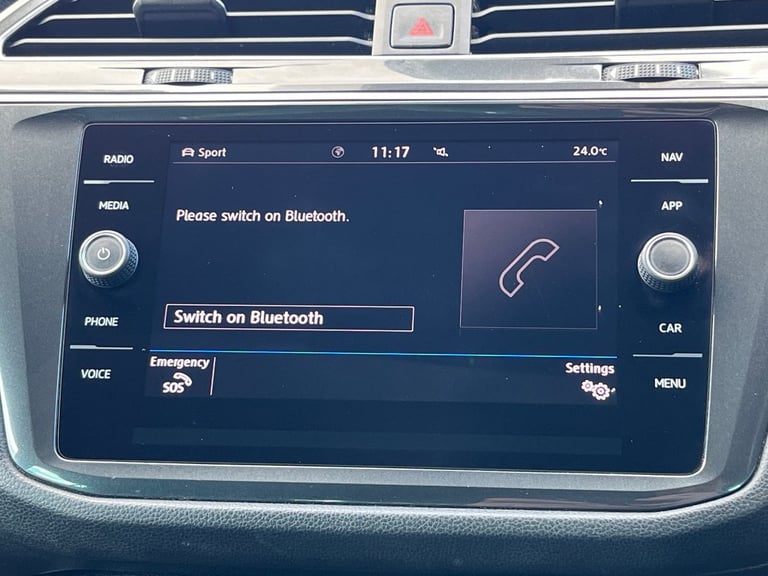 RADIO
MEDIA
PHONE
VOICE
Sport 11:17 24.0°C
Please switch on Bluetooth.
Switch on Bluetooth
Emergency
SOS
Settings
NAV
APP
CAR
MENU